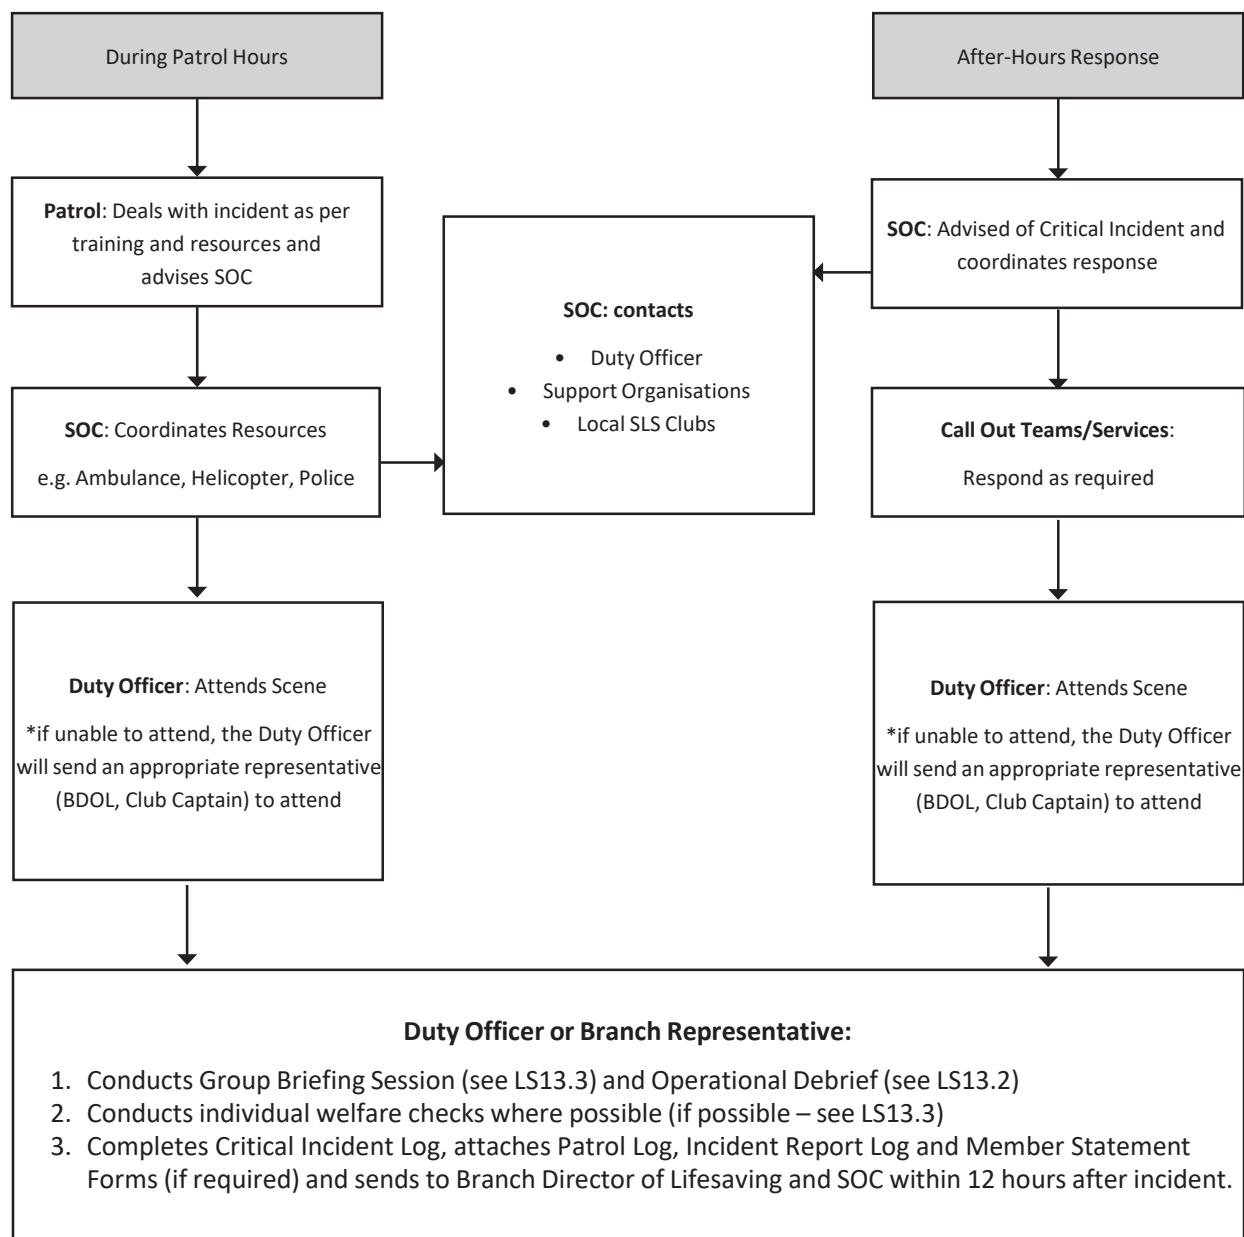 During Patrol Hours
After-Hours Response
Patrol: Deals with incident as per
training and resources and
advises SOC
SOC: Advised of Critical Incident and
coordinates response
SOC: contacts
• Duty Officer
• Support Organisations
• Local SLS Clubs
SOC: Coordinates Resources
e.g. Ambulance, Helicopter, Police
Call Out Teams/Services:
Respond as required
Duty Officer: Attends Scene
*if unable to attend, the Duty Officer
will send an appropriate representative
(BDOL, Club Captain) to attend
Duty Officer: Attends Scene
*if unable to attend, the Duty Officer
will send an appropriate representative
(BDOL, Club Captain) to attend
Duty Officer or Branch Representative:
1. Conducts Group Briefing Session (see LS13.3) and Operational Debrief (see LS13.2)
2. Conducts individual welfare checks where possible (if possible – see LS13.3)
3. Completes Critical Incident Log, attaches Patrol Log, Incident Report Log and Member Statement
Forms (if required) and sends to Branch Director of Lifesaving and SOC within 12 hours after incident.